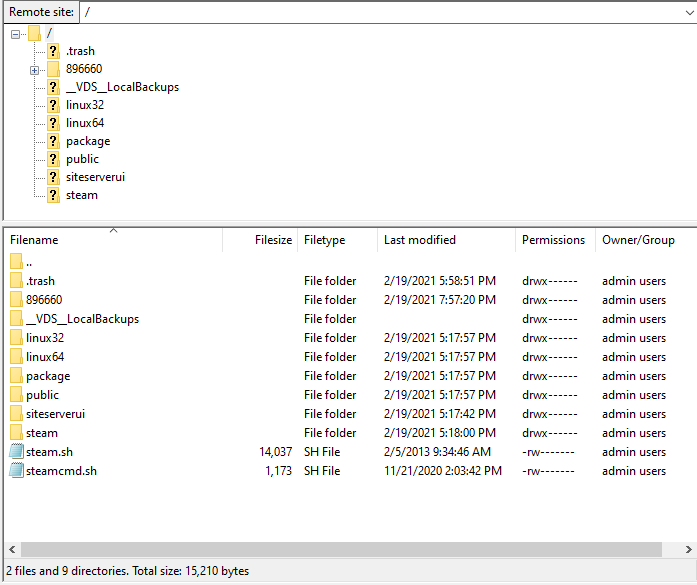 Remote site: /
/
? .trash
896660
? __VDS__LocalBackups
? linux32
? linux64
? package
? public
? siteserverui
? steam
Filename Filesize Filetype Last modified Permissions Owner/Group
..
.trash File folder 2/19/2021 5:58:51 PM drwx------ admin users
896660 File folder 2/19/2021 7:57:20 PM drwx------ admin users
__VDS__LocalBackups File folder drwx------ admin users
linux32 File folder 2/19/2021 5:17:57 PM drwx------ admin users
linux64 File folder 2/19/2021 5:17:57 PM drwx------ admin users
package File folder 2/19/2021 5:17:57 PM drwx------ admin users
public File folder 2/19/2021 5:17:57 PM drwx------ admin users
siteserverui File folder 2/19/2021 5:17:42 PM drwx------ admin users
steam File folder 2/19/2021 5:18:00 PM drwx------ admin users
steam.sh 14,037 SH File 2/5/2013 9:34:46 AM -rw------- admin users
steamcmd.sh 1,173 SH File 11/21/2020 2:03:42 PM -rw------- admin users
2 files and 9 directories. Total size: 15,210 bytes